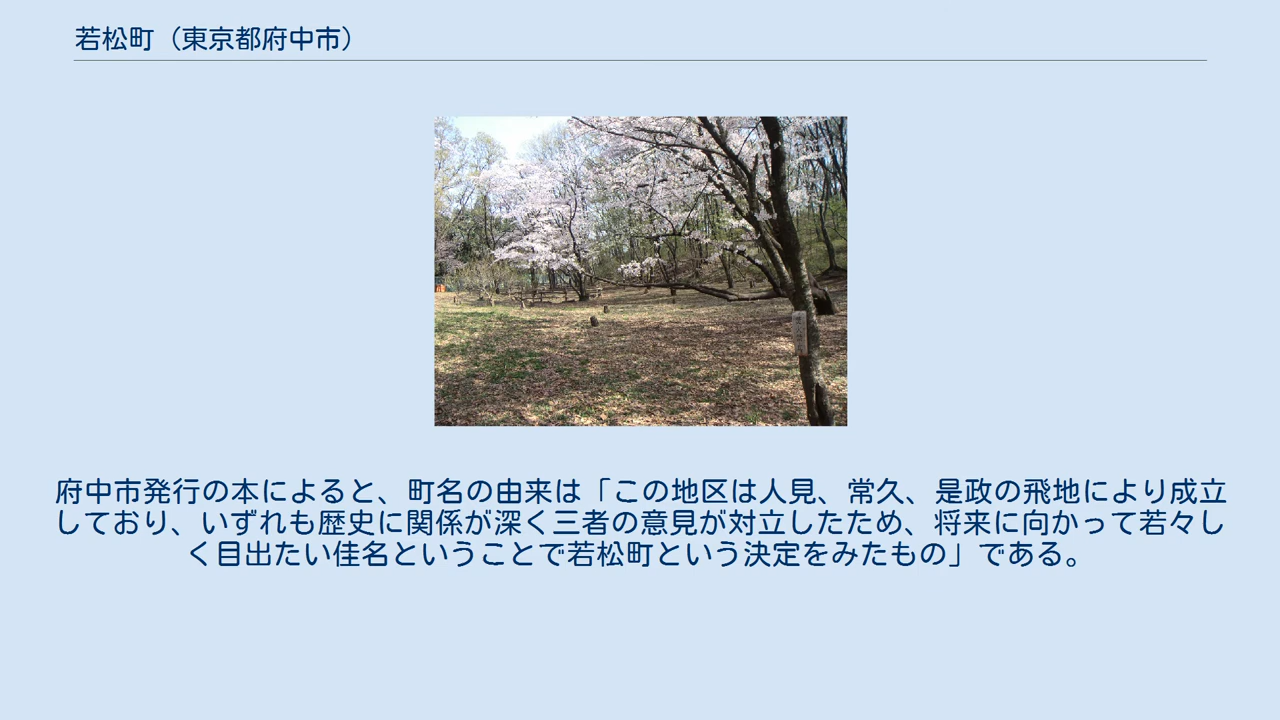 若松町（東京都府中市）
府中市発行の本によると、町名の由来は「この地区は人見、常久、是政の飛地により成立
しており、いずれも歴史に関係が深く三者の意見が対立したため、将来に向かって若々し
く目出たい佳名ということで若松町という決定をみたもの」である。